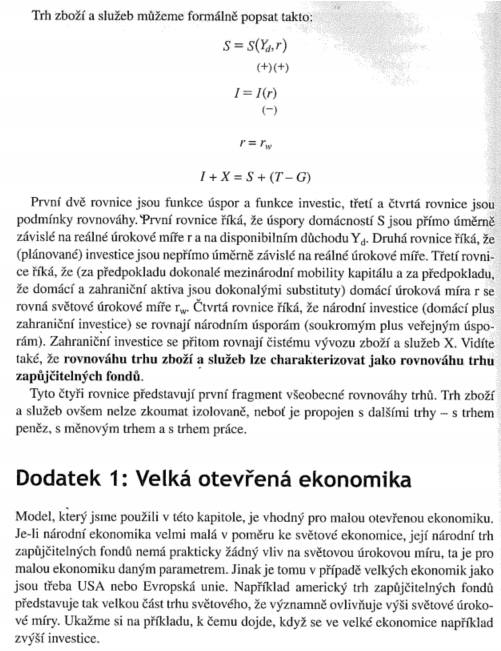 Trh zboží a služeb můžeme formálně popsat takto:
S = S(Y_d, r)
(+)(+)
I = I(r)
(−)
r = r_w
I + X = S + (T − G)
První dvě rovnice jsou funkce úspor a funkce investic, třetí a čtvrtá rovnice jsou
podmínky rovnováhy. První rovnice říká, že úspory domácností S jsou přímo úměrně
závislé na reálné úrokové míře r a na disponibilním důchodu Y_d. Druhá rovnice říká, že
(plánované) investice jsou nepřímo úměrně závislé na reálné úrokové míře. Třetí rovni-
ce říká, že (za předpokladu dokonalé mezinárodní mobility kapitálu a za předpokladu,
že domácí a zahraniční aktiva jsou dokonalými substituty) domácí úroková míra r se
rovná světové úrokové míře r_w. Čtvrtá rovnice říká, že národní investice (domácí plus
zahraniční investice) se rovnají národním úsporám (soukromým plus veřejným úspo-
rám). Zahraniční investice se přitom rovnají čistému vývozu zboží a služeb X. Vidíte
také, že rovnováhu trhu zboží a služeb lze charakterizovat jako rovnováhu trhu
zapůjčitelných fondů.
Tyto čtyři rovnice představují první fragment všeobecné rovnováhy trhů. Trh zboží
a služeb ovšem nelze zkoumat izolovaně, neboť je propojen s dalšími trhy – s trhem
peněz, s měnovým trhem a s trhem práce.
Dodatek 1: Velká otevřená ekonomika
Model, který jsme použili v této kapitole, je vhodný pro malou otevřenou ekonomiku.
Je-li národní ekonomika velmi malá v poměru ke světové ekonomice, její národní trh
zapůjčitelných fondů nemá prakticky žádný vliv na světovou úrokovou míru, ta je pro
malou ekonomiku daným parametrem. Jinak je tomu v případě velkých ekonomik jako
jsou třeba USA nebo Evropská unie. Například americký trh zapůjčitelných fondů
představuje tak velkou část trhu světového, že významně ovlivňuje výši světové úroko-
vé míry. Ukažme si na příkladu, k čemu dojde, když se ve velké ekonomice například
zvýší investice.